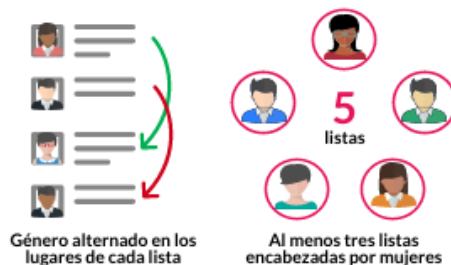 5
listas
Género alternado en los
lugares de cada lista
Al menos tres listas
encabezadas por mujeres